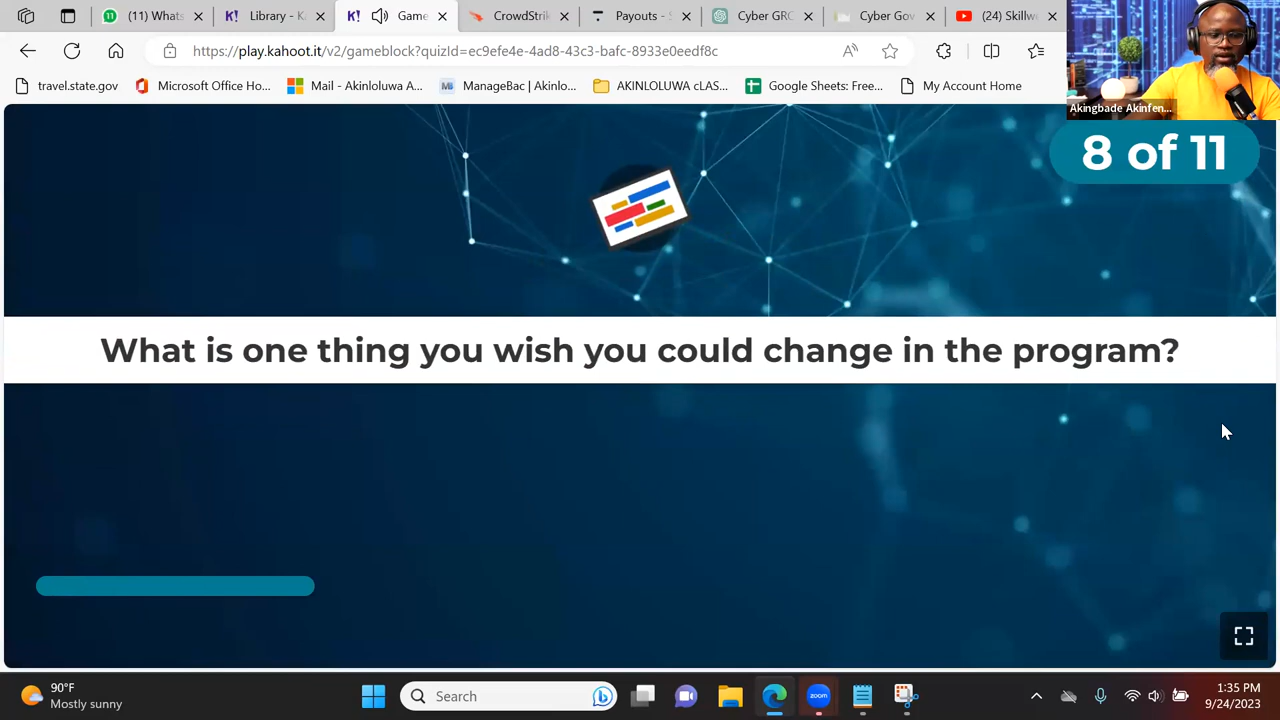 (11) Whats
Library - K
Game
CrowdStrik
Payouts - S
Cyber GRC
Cyber Gov
(24) Skillw
https://play.kahoot.it/v2/gameblock?quizId=ec9efe4e-4ad8-43c3-bafc-8933e0eedf8c
travel.state.gov
Microsoft Office Ho...
Mail - Akinloluwa A...
ManageBac | Akinlo...
AKINLOLUWA cLAS...
Google Sheets: Free...
My Account Home
Akingbade Akinfen...
8 of 11
What is one thing you wish you could change in the program?
90°F
Mostly sunny
Search
zoom
1:35 PM
9/24/2023